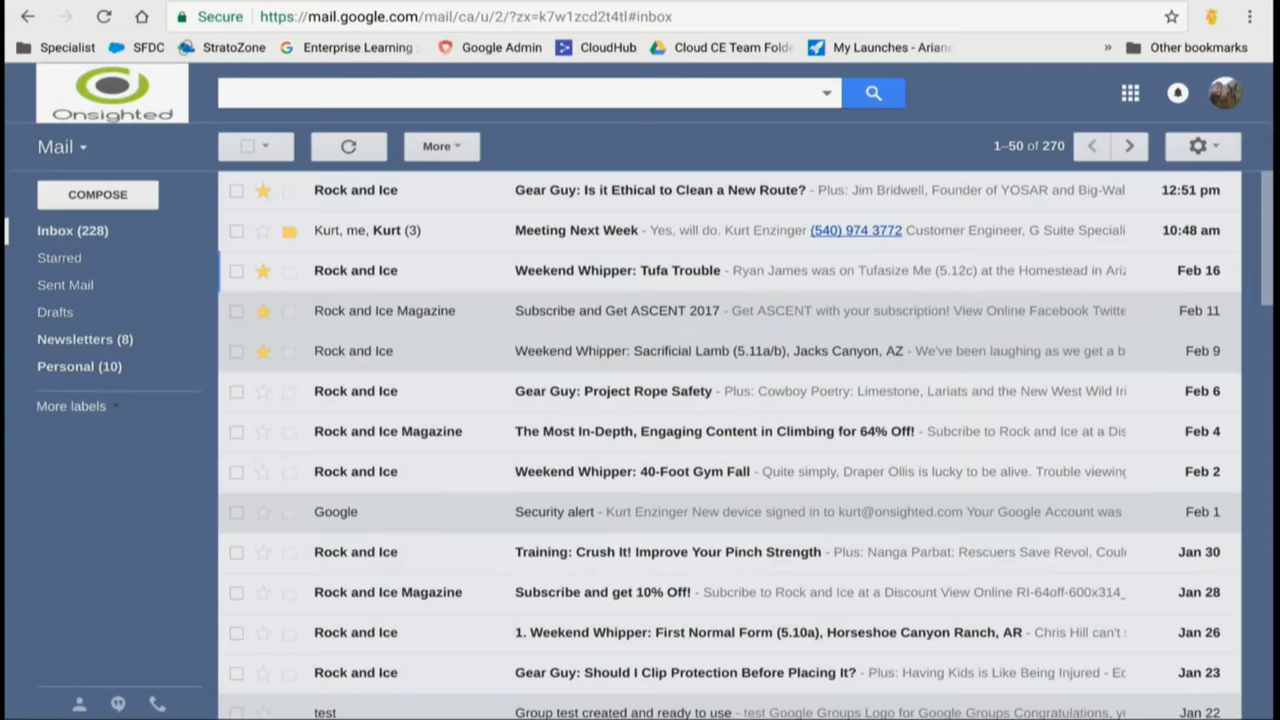 Secure https://mail.google.com/mail/ca/u/2/?zx=k7w1zcd2t4tl#inbox
Specialist SFDC StratoZone Enterprise Learning Google Admin CloudHub Cloud CE Team Folde My Launches - Arian » Other bookmarks
Onsighted
Mail More 1–50 of 270
COMPOSE
Inbox (228)
Starred
Sent Mail
Drafts
Newsletters (8)
Personal (10)
More labels
Rock and Ice Gear Guy: Is it Ethical to Clean a New Route? - Plus: Jim Bridwell, Founder of YOSAR and Big-Wal 12:51 pm
Kurt, me, Kurt (3) Meeting Next Week - Yes, will do. Kurt Enzinger (540) 974 3772 Customer Engineer, G Suite Speciali 10:48 am
Rock and Ice Weekend Whipper: Tufa Trouble - Ryan James was on Tufasize Me (5.12c) at the Homestead in Ariz Feb 16
Rock and Ice Magazine Subscribe and Get ASCENT 2017 - Get ASCENT with your subscription! View Online Facebook Twitte Feb 11
Rock and Ice Weekend Whipper: Sacrificial Lamb (5.11a/b), Jacks Canyon, AZ - We've been laughing as we get a b Feb 9
Rock and Ice Gear Guy: Project Rope Safety - Plus: Cowboy Poetry: Limestone, Lariats and the New West Wild Iri Feb 6
Rock and Ice Magazine The Most In-Depth, Engaging Content in Climbing for 64% Off! - Subcribe to Rock and Ice at a Dis Feb 4
Rock and Ice Weekend Whipper: 40-Foot Gym Fall - Quite simply, Draper Ollis is lucky to be alive. Trouble viewing Feb 2
Google Security alert - Kurt Enzinger New device signed in to kurt@onsighted.com Your Google Account was Feb 1
Rock and Ice Training: Crush It! Improve Your Pinch Strength - Plus: Nanga Parbat: Rescuers Save Revol, Coul Jan 30
Rock and Ice Magazine Subscribe and get 10% Off! - Subcribe to Rock and Ice at a Discount View Online RI-64off-600x314_ Jan 28
Rock and Ice 1. Weekend Whipper: First Normal Form (5.10a), Horseshoe Canyon Ranch, AR - Chris Hill can't Jan 26
Rock and Ice Gear Guy: Should I Clip Protection Before Placing It? - Plus: Having Kids is Like Being Injured - Ec Jan 23
test Group test created and ready to use - test Google Groups Logo for Google Groups Congratulations, Jan 22